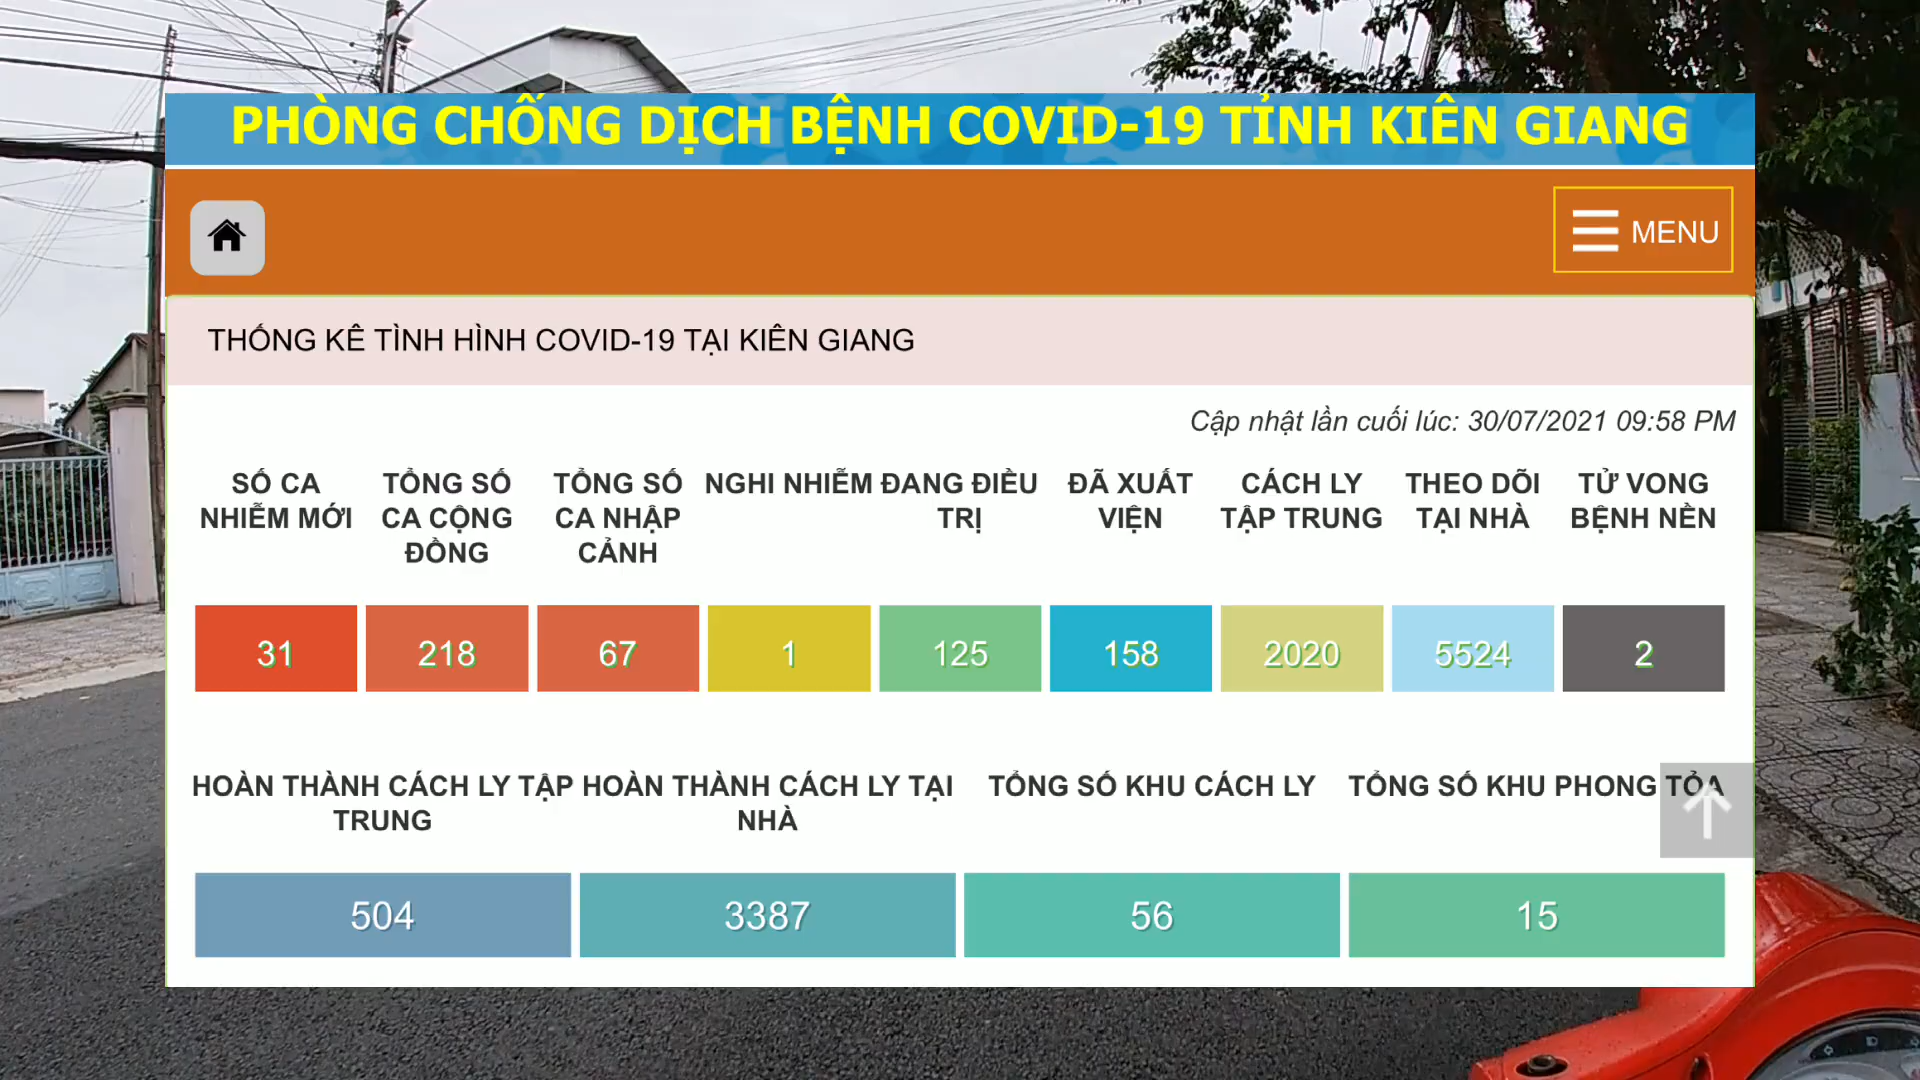 PHÒNG CHỐNG DỊCH BỆNH COVID-19 TỈNH KIÊN GIANG
MENU
THỐNG KÊ TÌNH HÌNH COVID-19 TẠI KIÊN GIANG
Cập nhật lần cuối lúc: 30/07/2021 09:58 PM
SỐ CA
NHIỄM MỚI
TỔNG SỐ
CA CỘNG
ĐỒNG
TỔNG SỐ
CA NHẬP
CẢNH
NGHI NHIỄM
ĐANG ĐIỀU
TRỊ
ĐÃ XUẤT
VIỆN
CÁCH LY
TẬP TRUNG
THEO DÕI
TẠI NHÀ
TỬ VONG
BỆNH NỀN
31
218
67
1
125
158
2020
5524
2
HOÀN THÀNH CÁCH LY TẬP
TRUNG
HOÀN THÀNH CÁCH LY TẠI
NHÀ
TỔNG SỐ KHU CÁCH LY
TỔNG SỐ KHU PHONG TỎA
504
3387
56
15